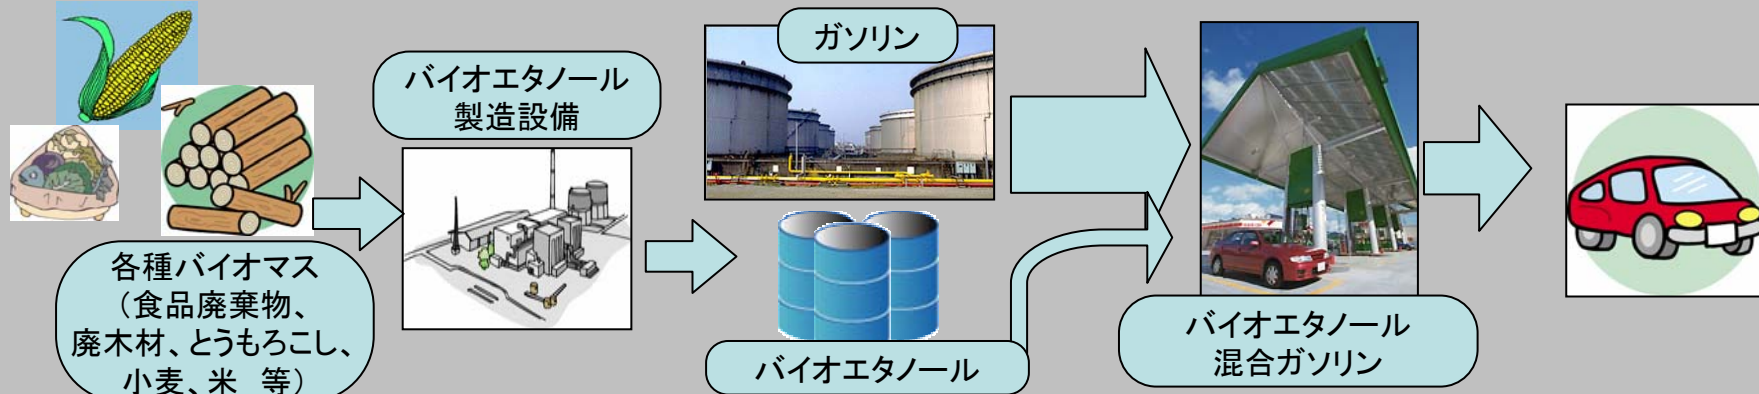 各種バイオマス
（食品廃棄物、
廃木材、とうもろこし、
小麦、米　等）
バイオエタノール
製造設備
ガソリン
バイオエタノール
バイオエタノール
混合ガソリン